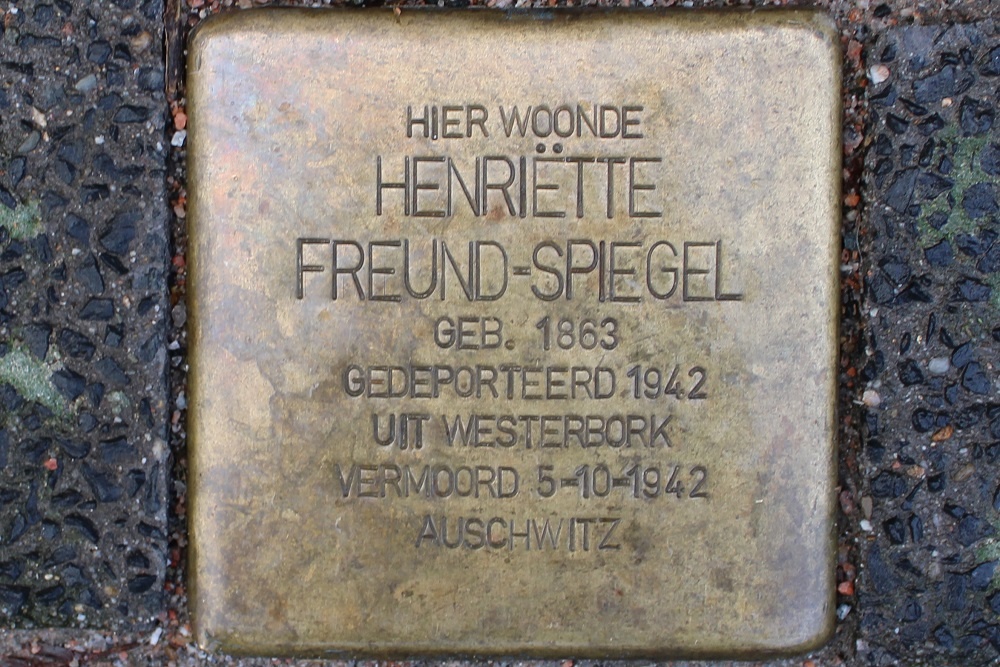 HIER WOONDE
HENRIËTTE
FREUND-SPIEGEL
GEB. 1863
GEDEPORTEERD 1942
UIT WESTERBORK
VERMOORD 5-10-1942
AUSCHWITZ